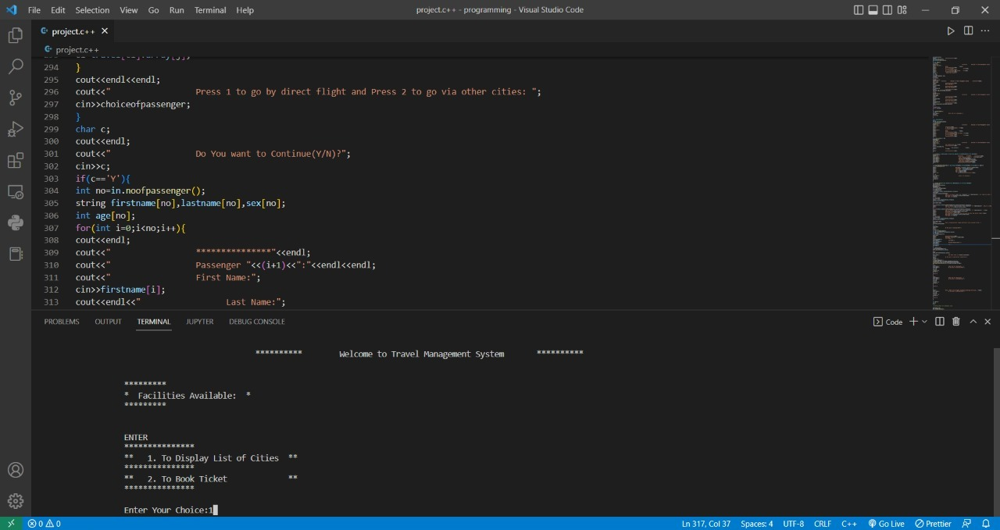 File Edit Selection View Go Run Terminal Help project.c++ - programming - Visual Studio Code
project.c++
project.c++
294 }
295 cout<<endl<<endl;
296 cout<<" Press 1 to go by direct flight and Press 2 to go via other cities: ";
297 cin>>choiceofpassenger;
298 }
299 char c;
300 cout<<endl;
301 cout<<" Do You want to Continue(Y/N)?";
302 cin>>c;
303 if(c=='Y'){
304 int no=in.noofpassenger();
305 string firstname[no],lastname[no],sex[no];
306 int age[no];
307 for(int i=0;i<no;i++){
308 cout<<endl;
309 cout<<" ***************"<<endl;
310 cout<<" Passenger "<<(i+1)<<":"<<endl<<endl;
311 cout<<" First Name:";
312 cin>>firstname[i];
313 cout<<endl<<" Last Name:";
PROBLEMS OUTPUT TERMINAL JUPYTER DEBUG CONSOLE Code
********** Welcome to Travel Management System **********
*********
* Facilities Available: *
*********
ENTER
***************
** 1. To Display List of Cities **
***************
** 2. To Book Ticket **
***************
Enter Your Choice:1
0 0 Ln 317, Col 37 Spaces: 4 UTF-8 CRLF C++ Go Live Prettier